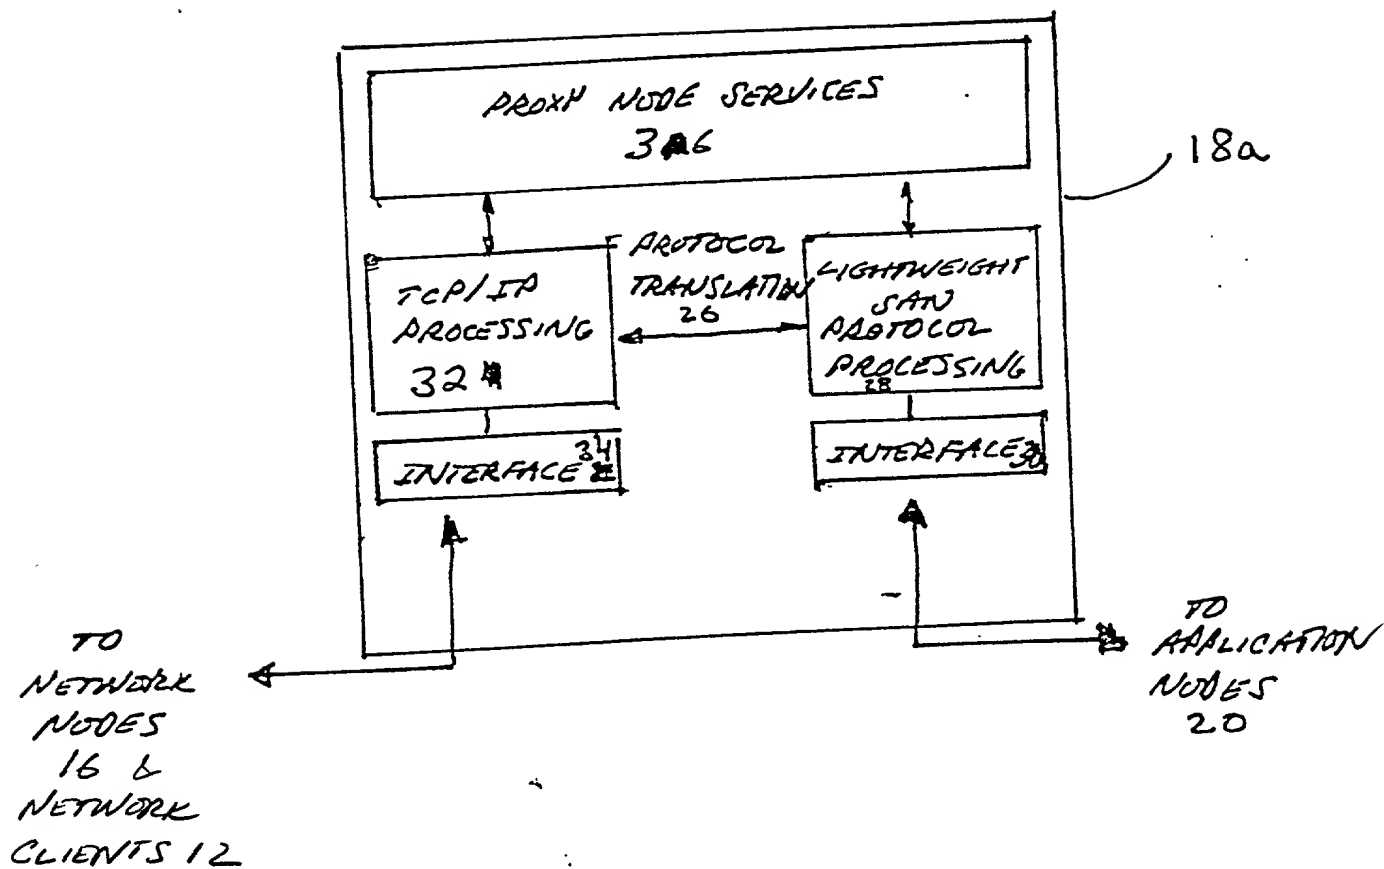 PROXY NODE SERVICES
36
18a
PROTOCOL
TRANSLATION
26
TCP/IP
PROCESSING
32
LIGHTWEIGHT
SAN
PROTOCOL
PROCESSING
28
INTERFACE 34
INTERFACE 30
TO
NETWORK
NODES
16 &
NETWORK
CLIENTS 12
TO
APPLICATION
NODES
20